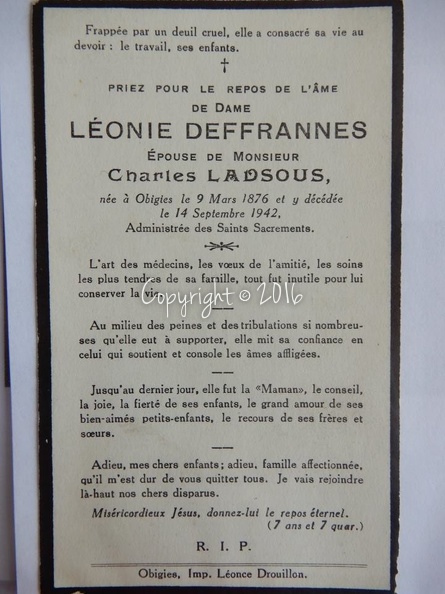 Frappée par un deuil cruel, elle a consacré sa vie au
devoir : le travail, ses enfants.
PRIEZ POUR LE REPOS DE L'ÂME
DE DAME
LÉONIE DEFFRANNES
ÉPOUSE DE MONSIEUR
Charles LADSOUS,
née à Obigies le 9 Mars 1876 et y décédée
le 14 Septembre 1942,
Administrée des Saints Sacrements.
L'art des médecins, les vœux de l'amitié, les soins
les plus tendres de sa famille, tout fut inutile pour lui
conserver la vie.
Copyright © 2016
Au milieu des peines et des tribulations si nombreu-
ses qu'elle eut à supporter, elle mit sa confiance en
celui qui soutient et console les âmes affligées.
Jusqu'au dernier jour, elle fut la «Maman», le conseil,
la joie, la fierté de ses enfants, le grand amour de ses
bien-aimés petits-enfants, le recours de ses frères et
sœurs.
Adieu, mes chers enfants ; adieu, famille affectionnée,
qu'il m'est dur de vous quitter tous. Je vais rejoindre
là-haut nos chers disparus.
Miséricordieux Jésus, donnez-lui le repos éternel.
(7 ans et 7 quar.)
R. I. P.
Obigies, Imp. Léonce Drouillon.